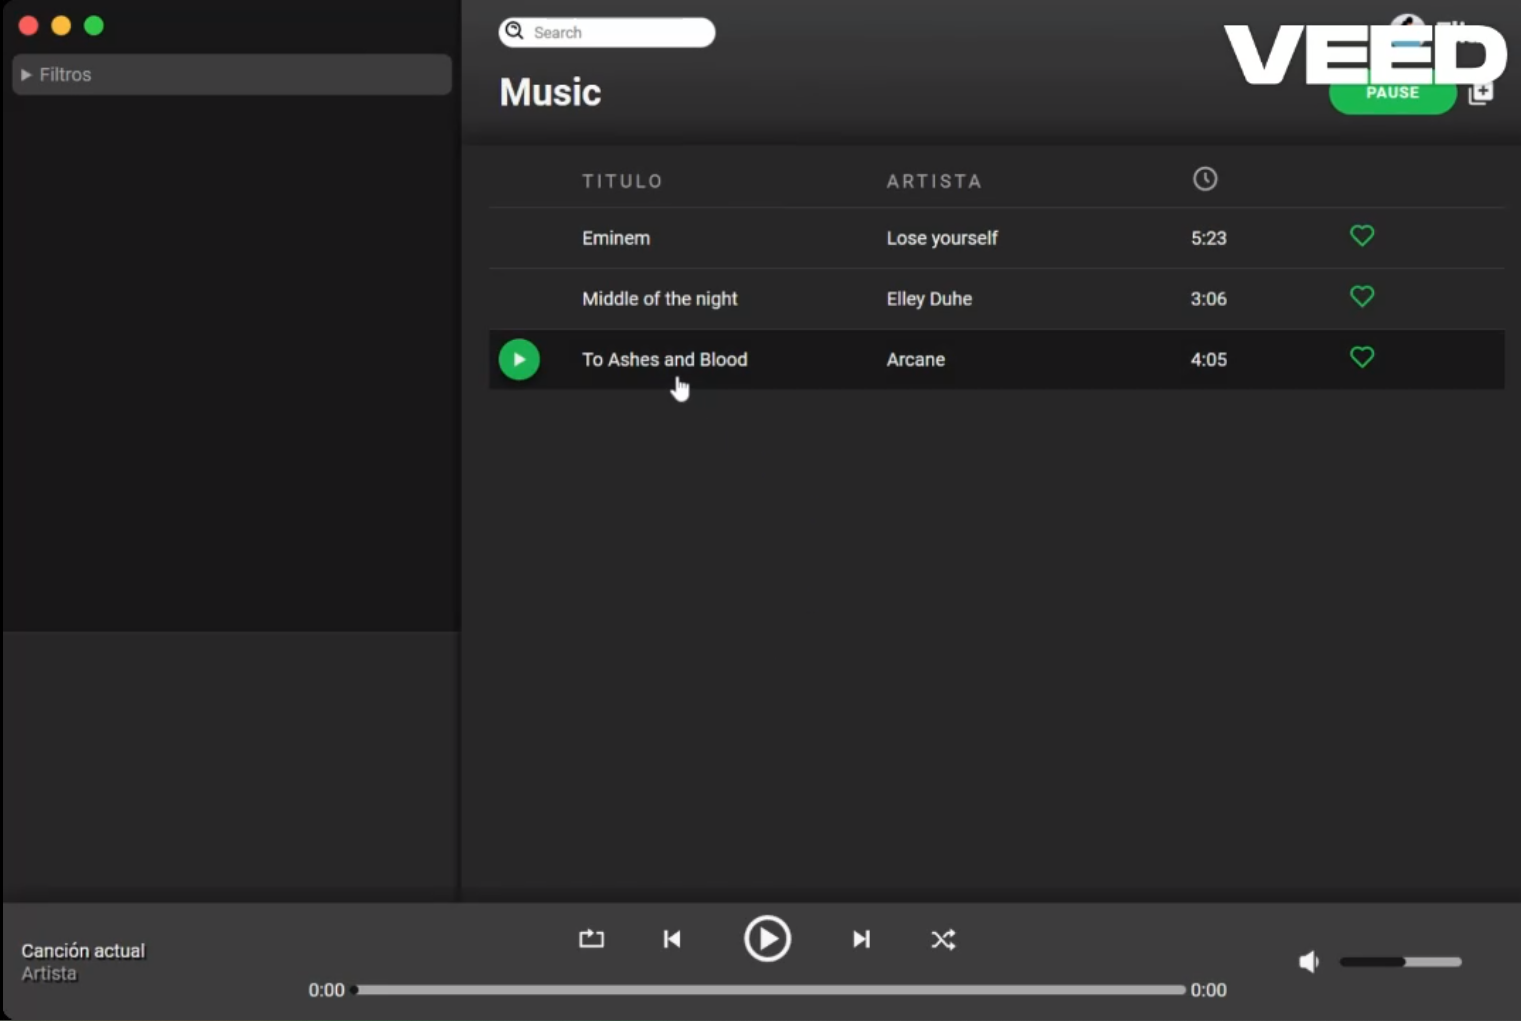 Filtros
Search
VEED
Music
PAUSE
TITULO ARTISTA
Eminem Lose yourself 5:23
Middle of the night Elley Duhe 3:06
To Ashes and Blood Arcane 4:05
Canción actual
Artista
0:00 0:00